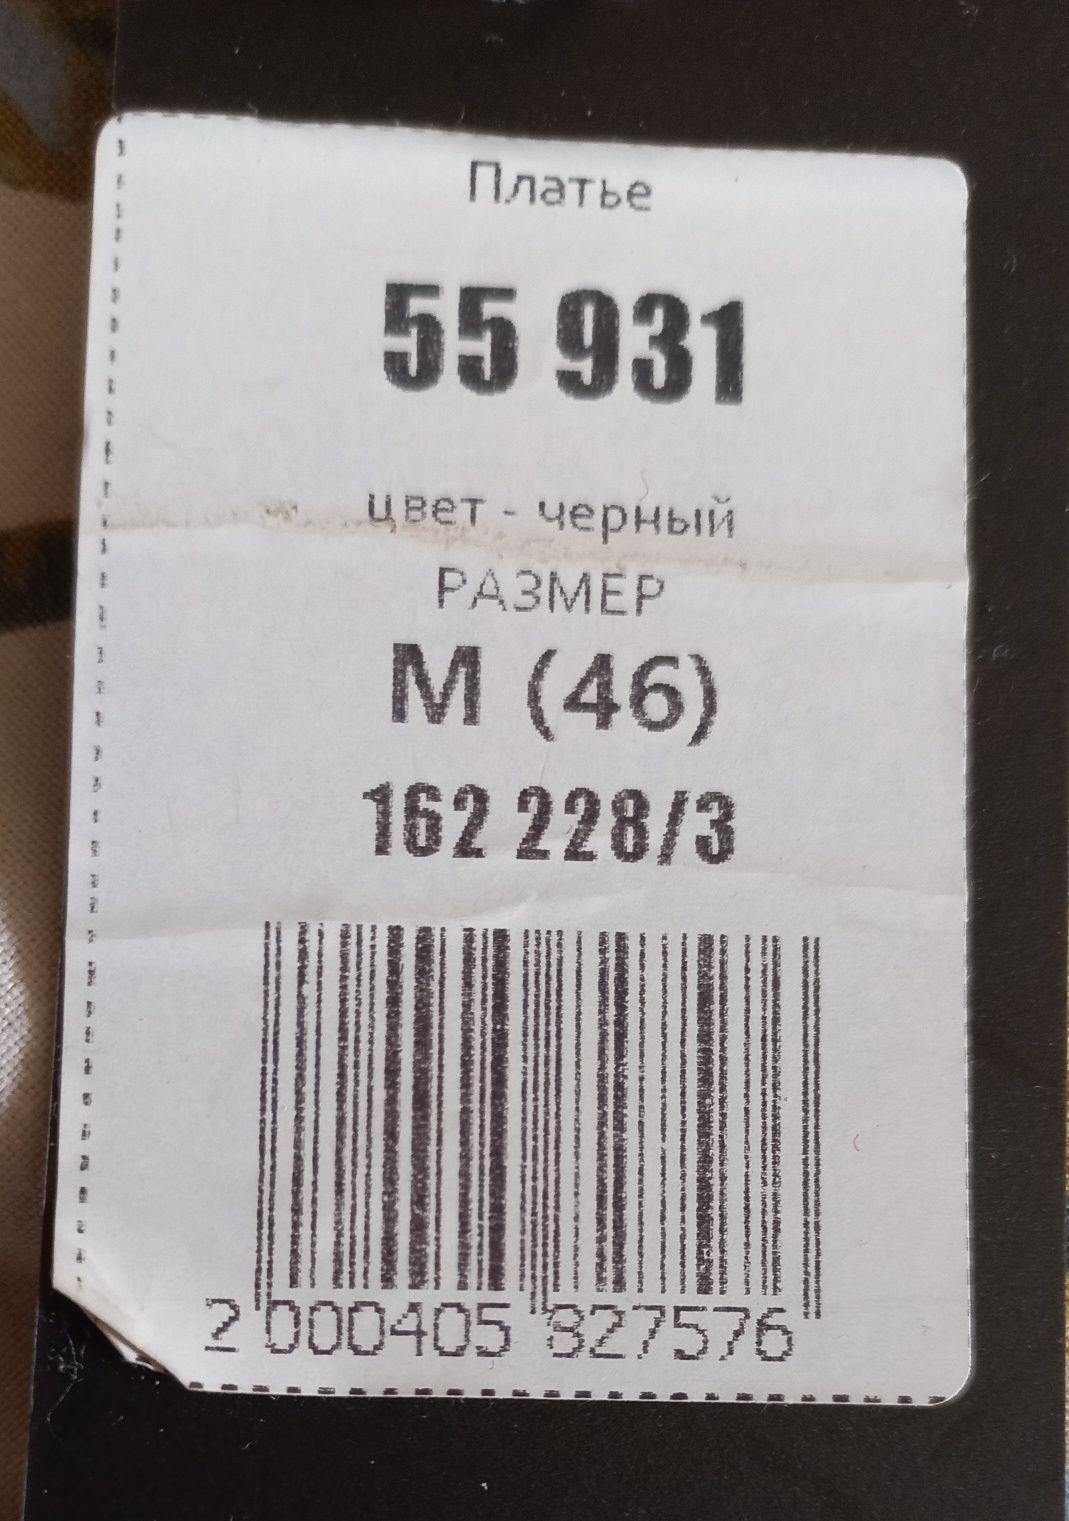 Платье
55 931
цвет - черный
РАЗМЕР
М (46)
162 228/3
2 000405 827576